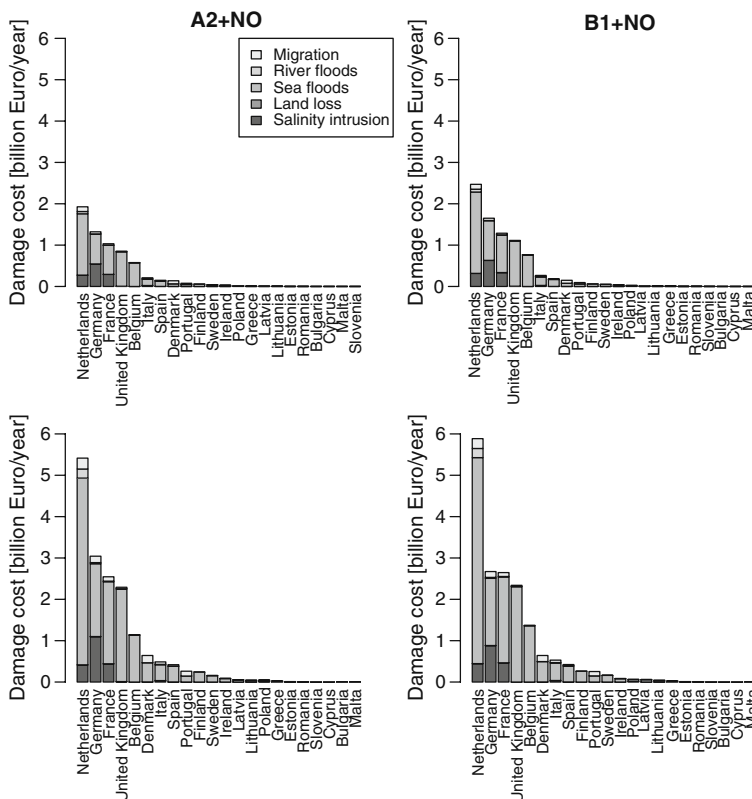 A2+NO
B1+NO
Damage cost [billion Euro/year]
6
5
4
3
2
1
0
Migration
River floods
Sea floods
Land loss
Salinity intrusion
Netherlands
Germany
France
United Kingdom
Belgium
Italy
Spain
Denmark
Portugal
Finland
Sweden
Ireland
Poland
Greece
Latvia
Lithuania
Estonia
Romania
Bulgaria
Cyprus
Malta
Slovenia
Damage cost [billion Euro/year]
6
5
4
3
2
1
0
Netherlands
Germany
France
United Kingdom
Belgium
Italy
Spain
Denmark
Portugal
Finland
Sweden
Ireland
Poland
Greece
Latvia
Lithuania
Estonia
Romania
Slovenia
Bulgaria
Cyprus
Malta
Damage cost [billion Euro/year]
6
5
4
3
2
1
0
Netherlands
Germany
France
United Kingdom
Belgium
Denmark
Italy
Spain
Portugal
Finland
Sweden
Ireland
Latvia
Lithuania
Poland
Greece
Estonia
Romania
Slovenia
Cyprus
Bulgaria
Malta
Damage cost [billion Euro/year]
6
5
4
3
2
1
0
Netherlands
Germany
France
United Kingdom
Belgium
Denmark
Italy
Spain
Finland
Portugal
Sweden
Ireland
Poland
Latvia
Lithuania
Greece
Estonia
Romania
Slovenia
Bulgaria
Cyprus
Malta